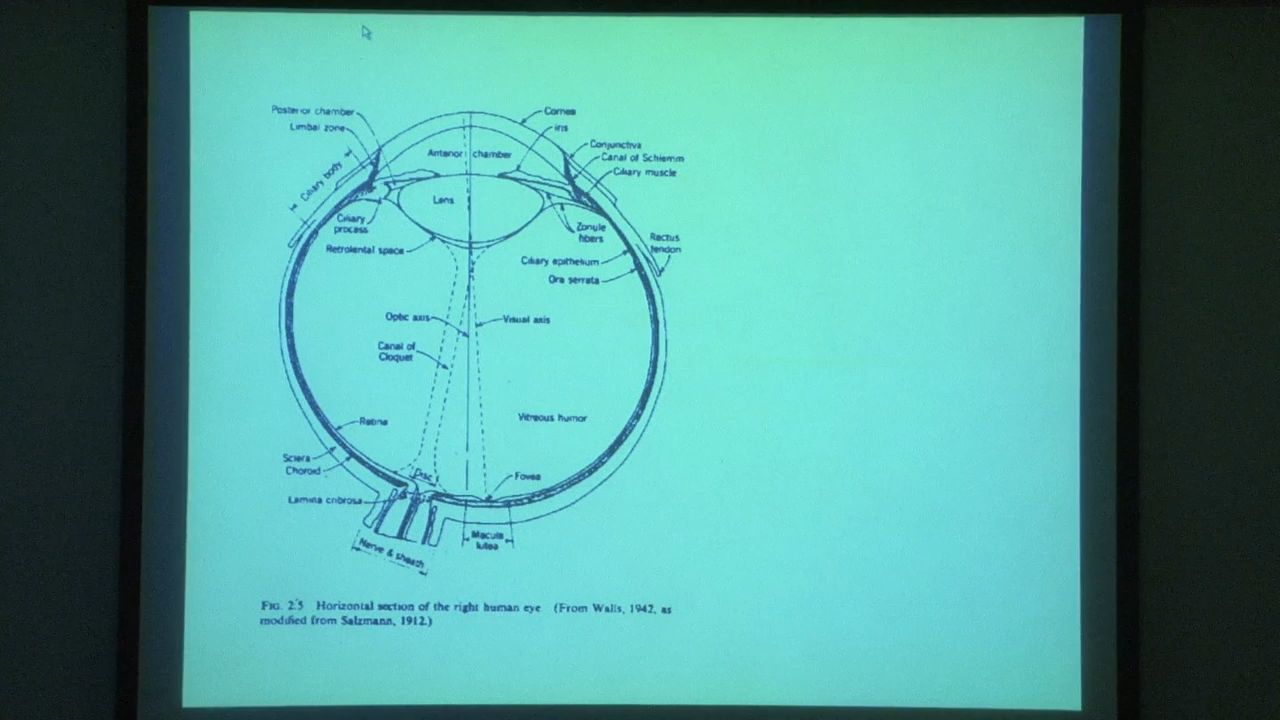 Posterior chamber
Limbal zone
Ciliary body
Cornea
Iris
Conjunctiva
Canal of Schlemm
Ciliary muscle
Anterior chamber
Lens
Ciliary
process
Retrolental space
Zonule
fibers
Rectus
tendon
Ciliary epithelium
Ora serrata
Optic axis
Visual axis
Canal of
Cloquet
Vitreous humor
Retina
Sclera
Choroid
Disc
Fovea
Lamina cribrosa
Macula
lutea
Nerve & sheath
FIG. 2.5 Horizontal section of the right human eye. (From Walls, 1942, as
modified from Salzmann, 1912.)